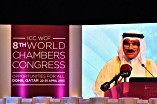 ICC WCF
8TH WORLD
CHAMBERS
CONGRESS
OPPORTUNITIES FOR ALL
DOHA, QATAR